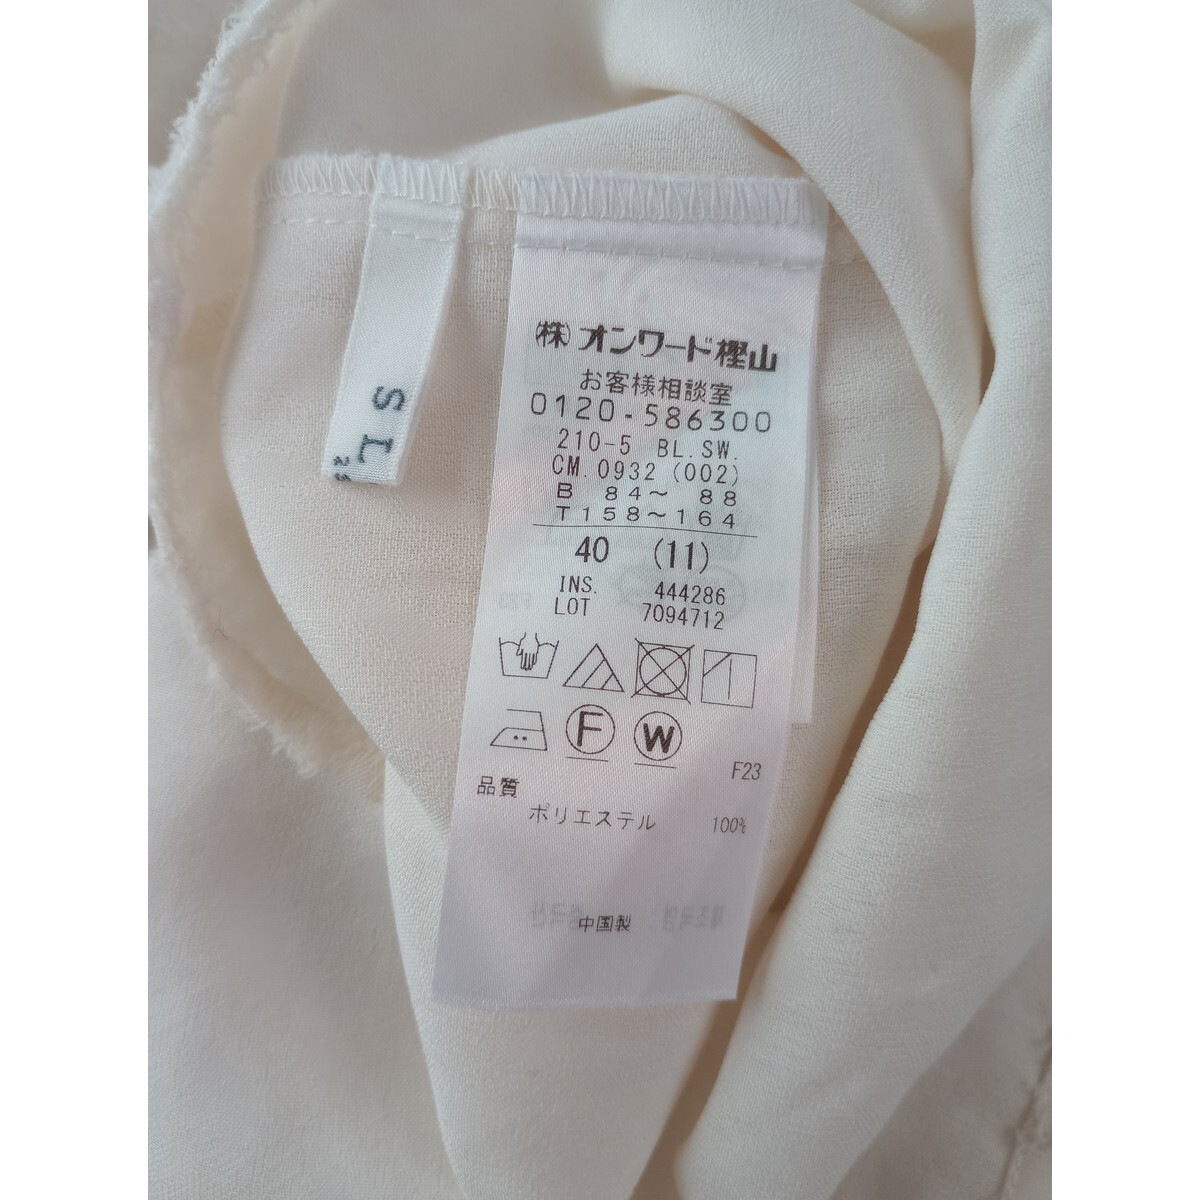 (株)オンワード樫山
お客様相談室
0120-586300
210-5 BL.SW.
CM.0932 (002)
B 84～ 88
T158～164
40 (11)
INS. 444286
LOT 7094712
F
W
F23
品質
ポリエステル 100%
中国製